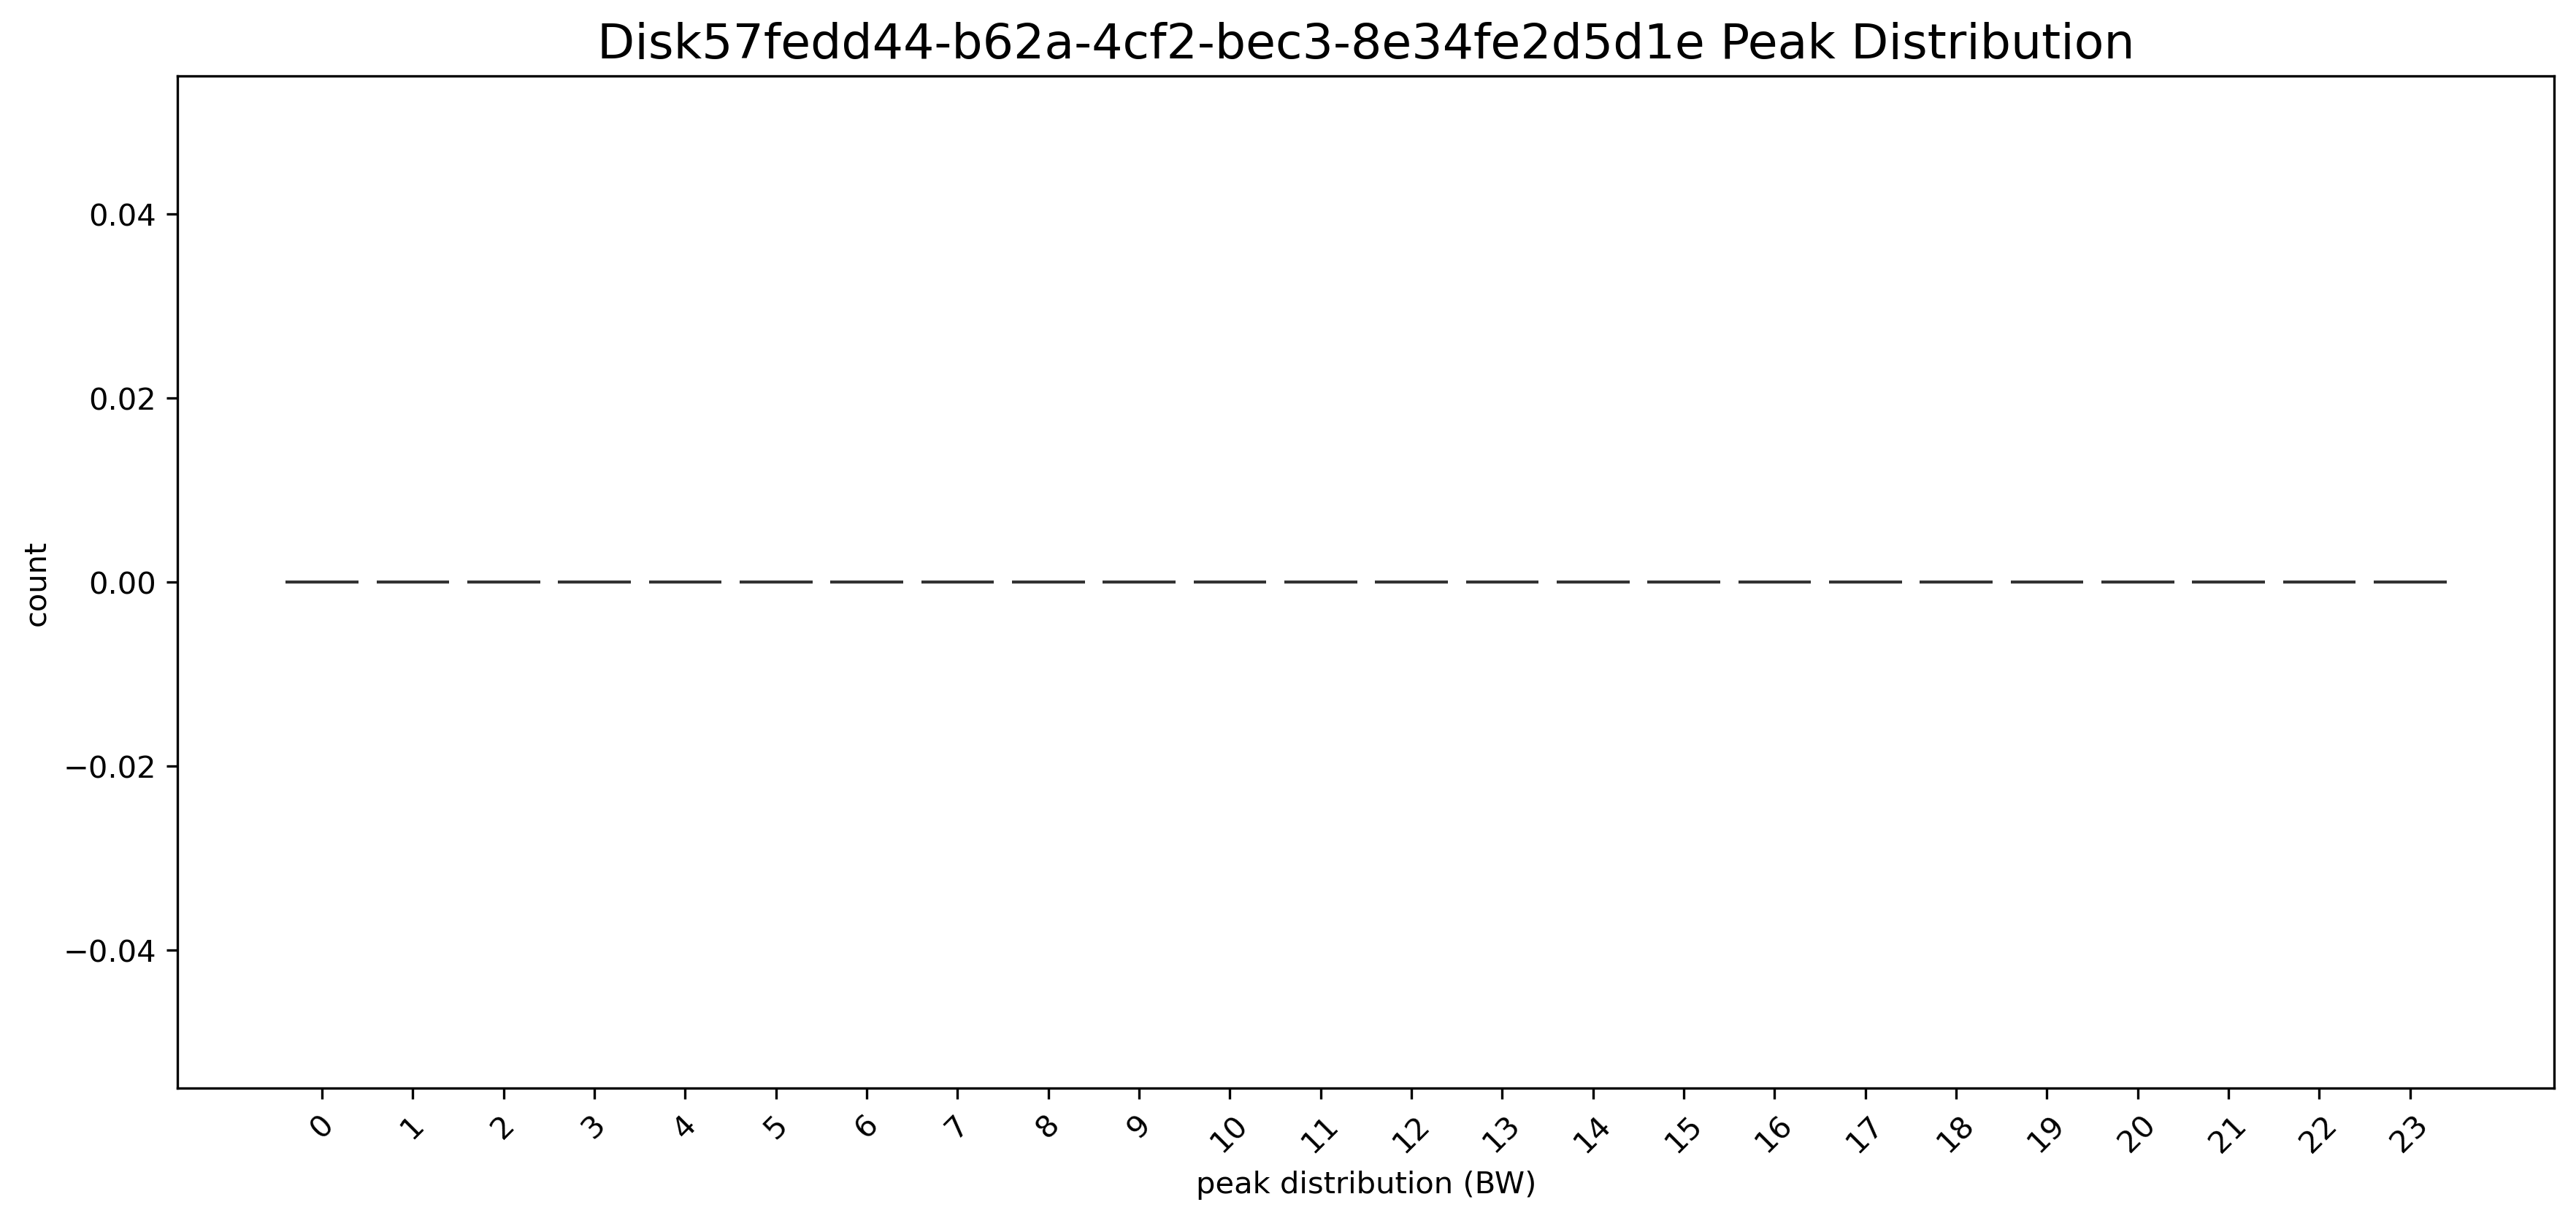 Disk57fedd44-b62a-4cf2-bec3-8e34fe2d5d1e Peak Distribution
0.04
0.02
0.00
−0.02
−0.04
count
0 1 2 3 4 5 6 7 8 9 10 11 12 13 14 15 16 17 18 19 20 21 22 23
peak distribution (BW)